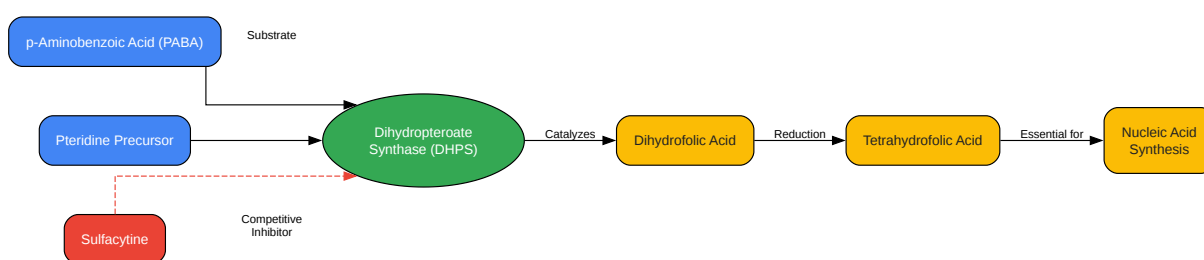 p-Aminobenzoic Acid (PABA)
Substrate
Pteridine Precursor
Dihydropteroate
Synthase (DHPS)
Catalyzes
Dihydrofolic Acid
Reduction
Tetrahydrofolic Acid
Essential for
Nucleic Acid
Synthesis
Sulfacytine
Competitive
Inhibitor